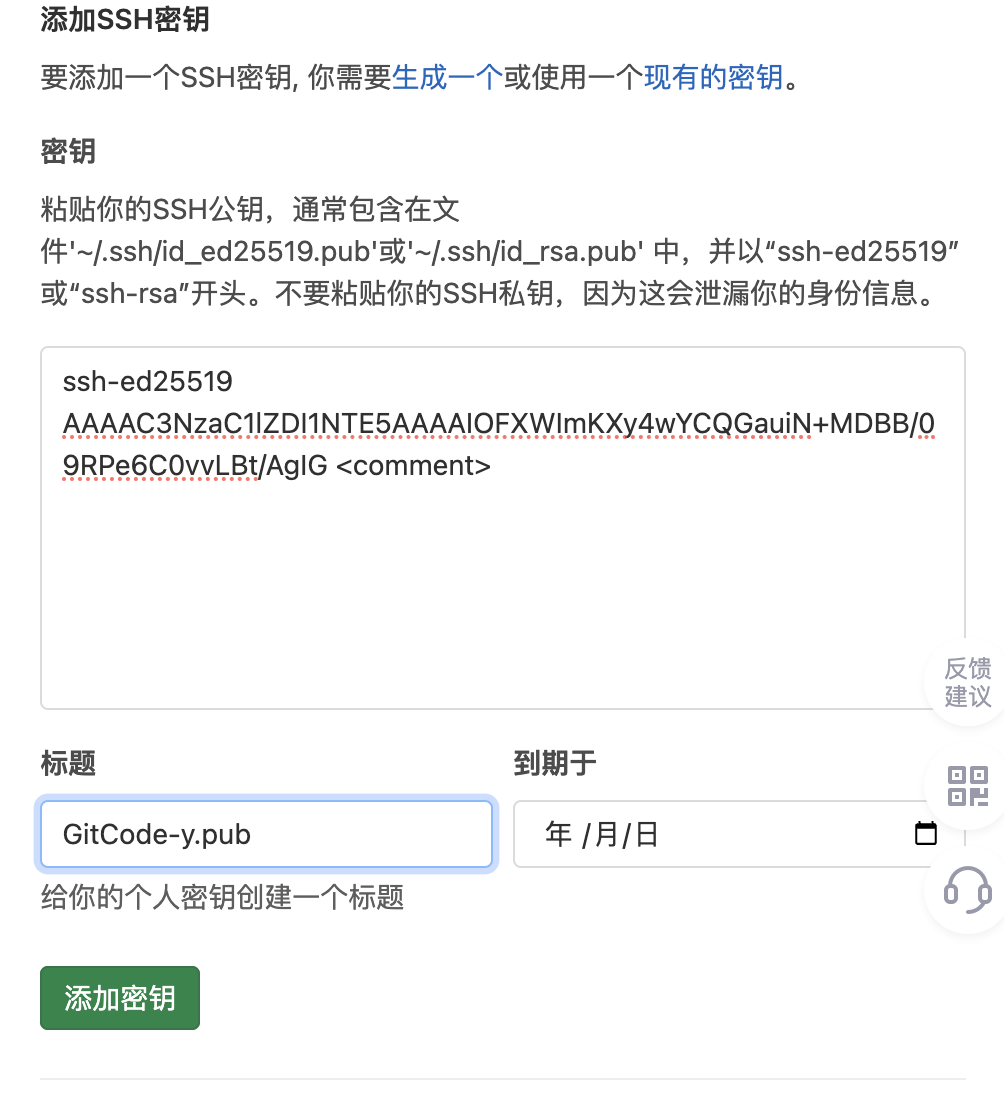 添加SSH密钥
要添加一个SSH密钥, 你需要生成一个或使用一个现有的密钥。
密钥
粘贴你的SSH公钥，通常包含在文
件'~/.ssh/id_ed25519.pub'或'~/.ssh/id_rsa.pub' 中，并以“ssh-ed25519”
或“ssh-rsa”开头。不要粘贴你的SSH私钥，因为这会泄漏你的身份信息。
ssh-ed25519
AAAAC3NzaC1lZDI1NTE5AAAAIOFXWImKXy4wYCQGauiN+MDBB/0
9RPe6C0vvLBt/AgIG <comment>
反馈
建议
标题
到期于
GitCode-y.pub
年 /月/日
给你的个人密钥创建一个标题
添加密钥